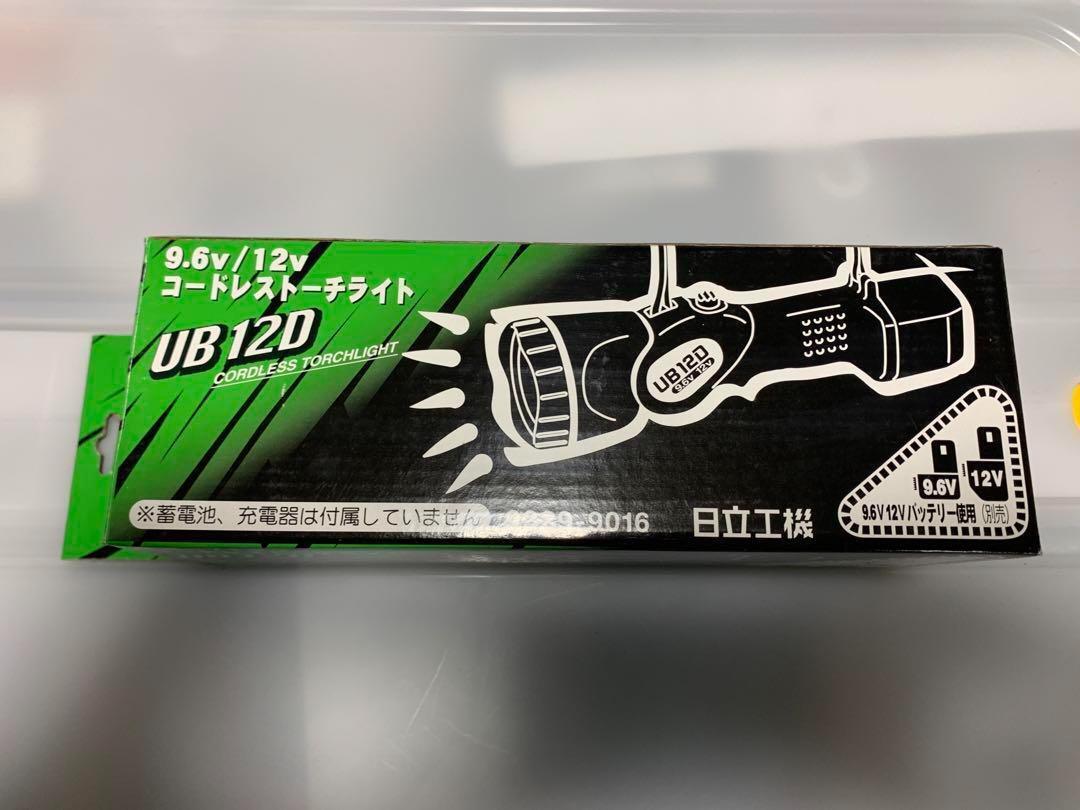 9.6v/12v
コードレストーチライト
UB12D
CORDLESS TORCHLIGHT
UB12D
9.6v 12v
9.6V
12V
9.6V 12Vバッテリー使用(別売)
※蓄電池、充電器は付属していません
9016
日立工機